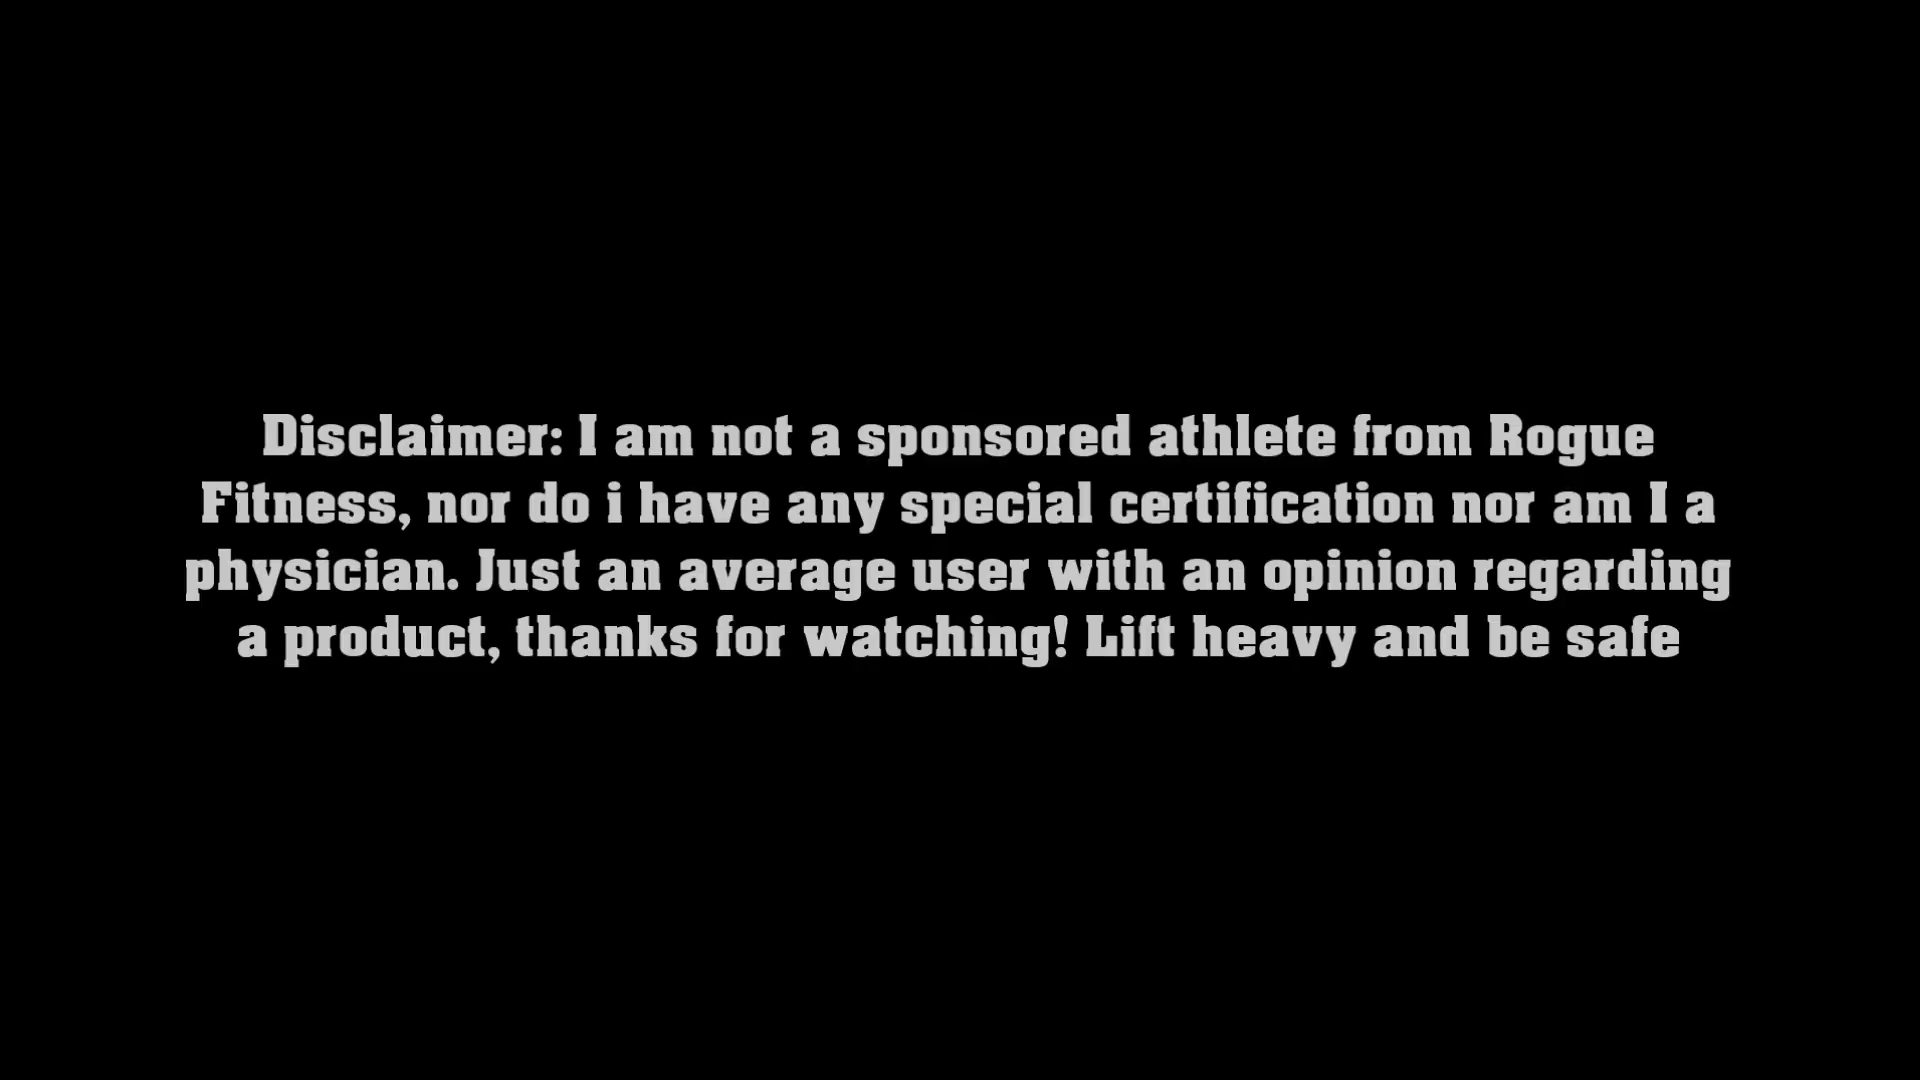 Disclaimer: I am not a sponsored athlete from Rogue
Fitness, nor do i have any special certification nor am I a
physician. Just an average user with an opinion regarding
a product, thanks for watching! Lift heavy and be safe